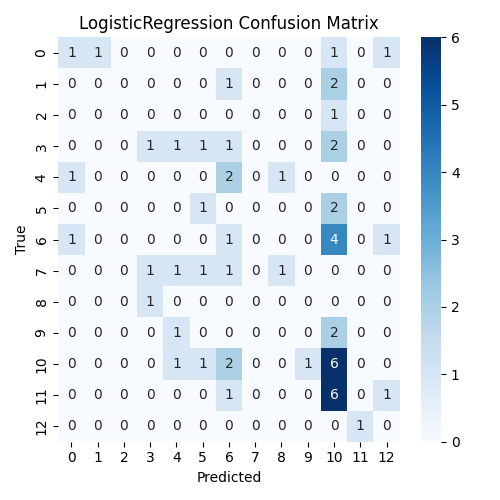 LogisticRegression Confusion Matrix
0 1 1 0 0 0 0 0 0 0 0 1 0 1
1 0 0 0 0 0 0 1 0 0 0 2 0 0
2 0 0 0 0 0 0 0 0 0 0 1 0 0
3 0 0 0 1 1 1 1 0 0 0 2 0 0
4 1 0 0 0 0 0 2 0 1 0 0 0 0
5 0 0 0 0 0 1 0 0 0 0 2 0 0
6 1 0 0 0 0 0 1 0 0 0 4 0 1
7 0 0 0 1 1 1 1 0 1 0 0 0 0
8 0 0 0 1 0 0 0 0 0 0 0 0 0
9 0 0 0 0 1 0 0 0 0 0 2 0 0
10 0 0 0 0 1 1 2 0 0 1 6 0 0
11 0 0 0 0 0 0 1 0 0 0 6 0 1
12 0 0 0 0 0 0 0 0 0 0 0 1 0
0 1 2 3 4 5 6 7 8 9 10 11 12
Predicted
True
6
5
4
3
2
1
0